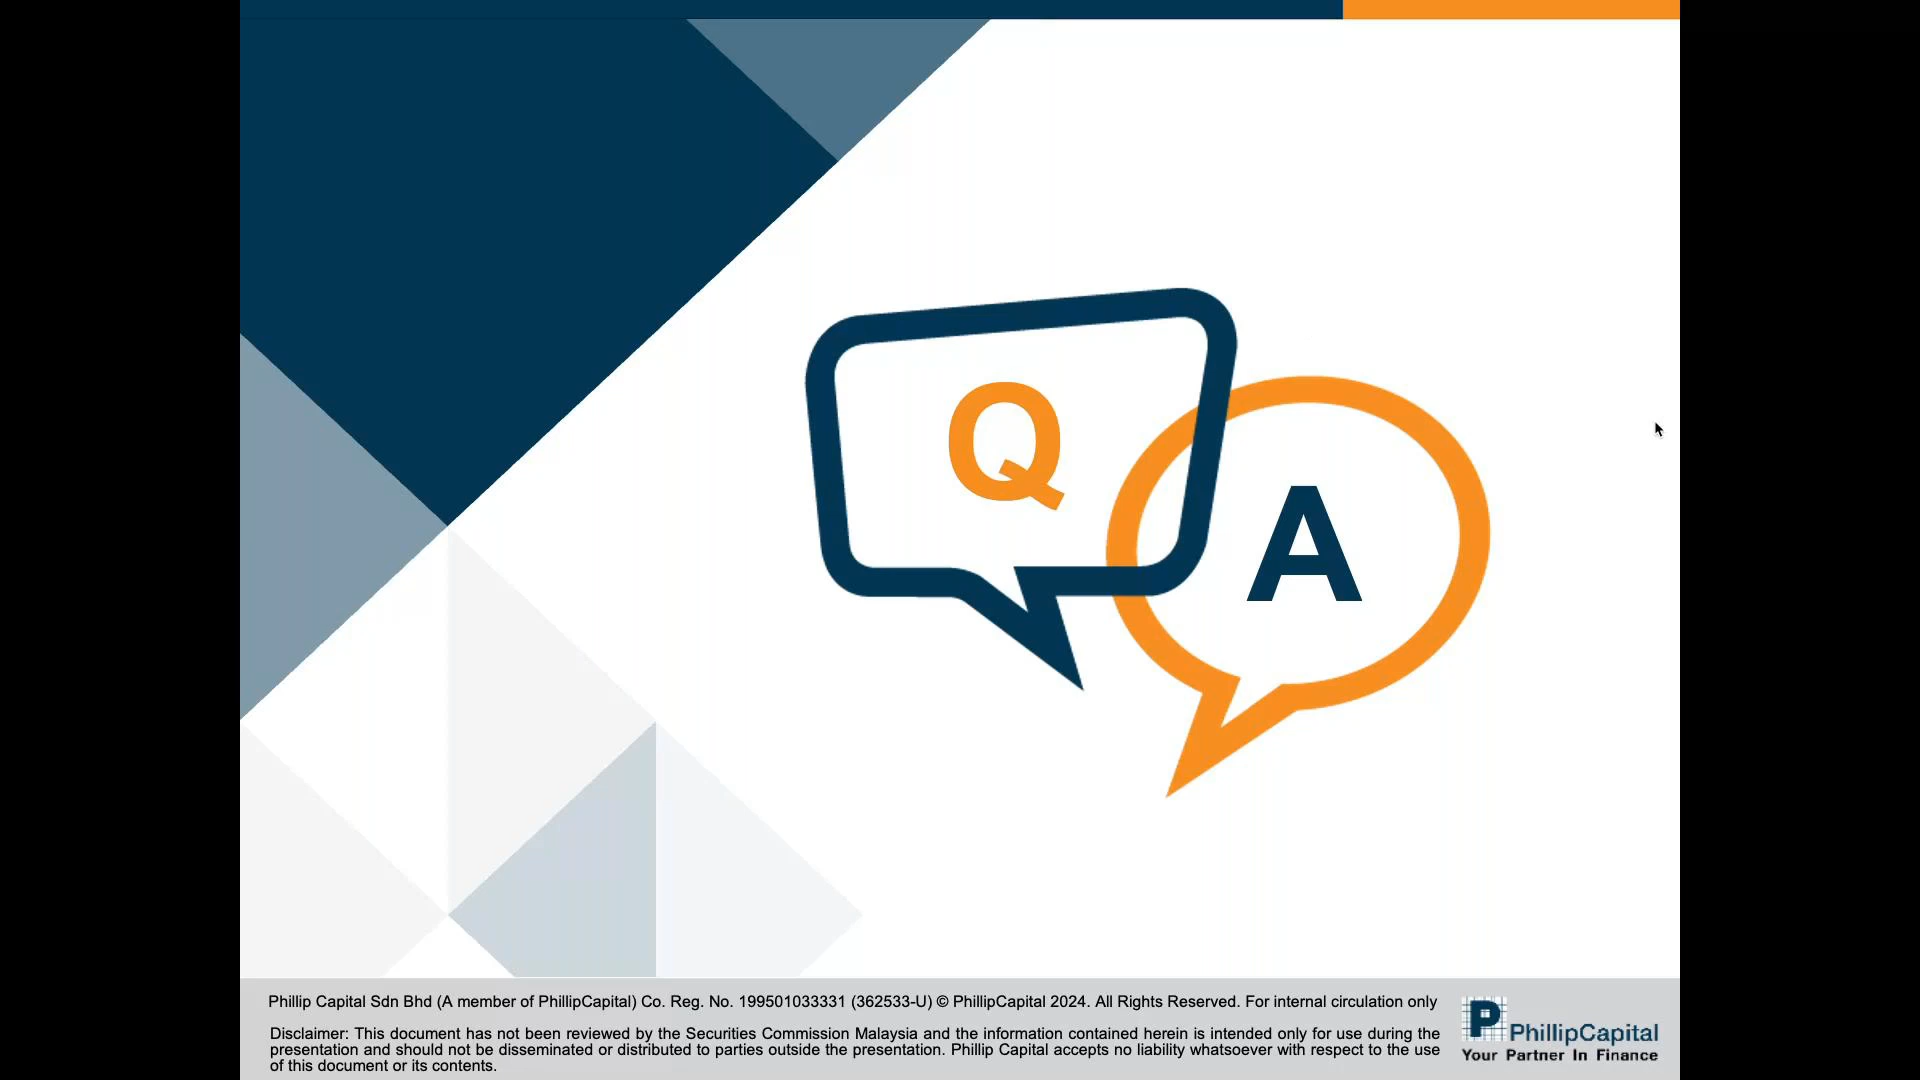 Q
A
Phillip Capital Sdn Bhd (A member of PhillipCapital) Co. Reg. No. 199501033331 (362533-U) © PhillipCapital 2024. All Rights Reserved. For internal circulation only
Disclaimer: This document has not been reviewed by the Securities Commission Malaysia and the information contained herein is intended only for use during the
presentation and should not be disseminated or distributed to parties outside the presentation. Phillip Capital accepts no liability whatsoever with respect to the use
of this document or its contents.
P
PhillipCapital
Your Partner In Finance